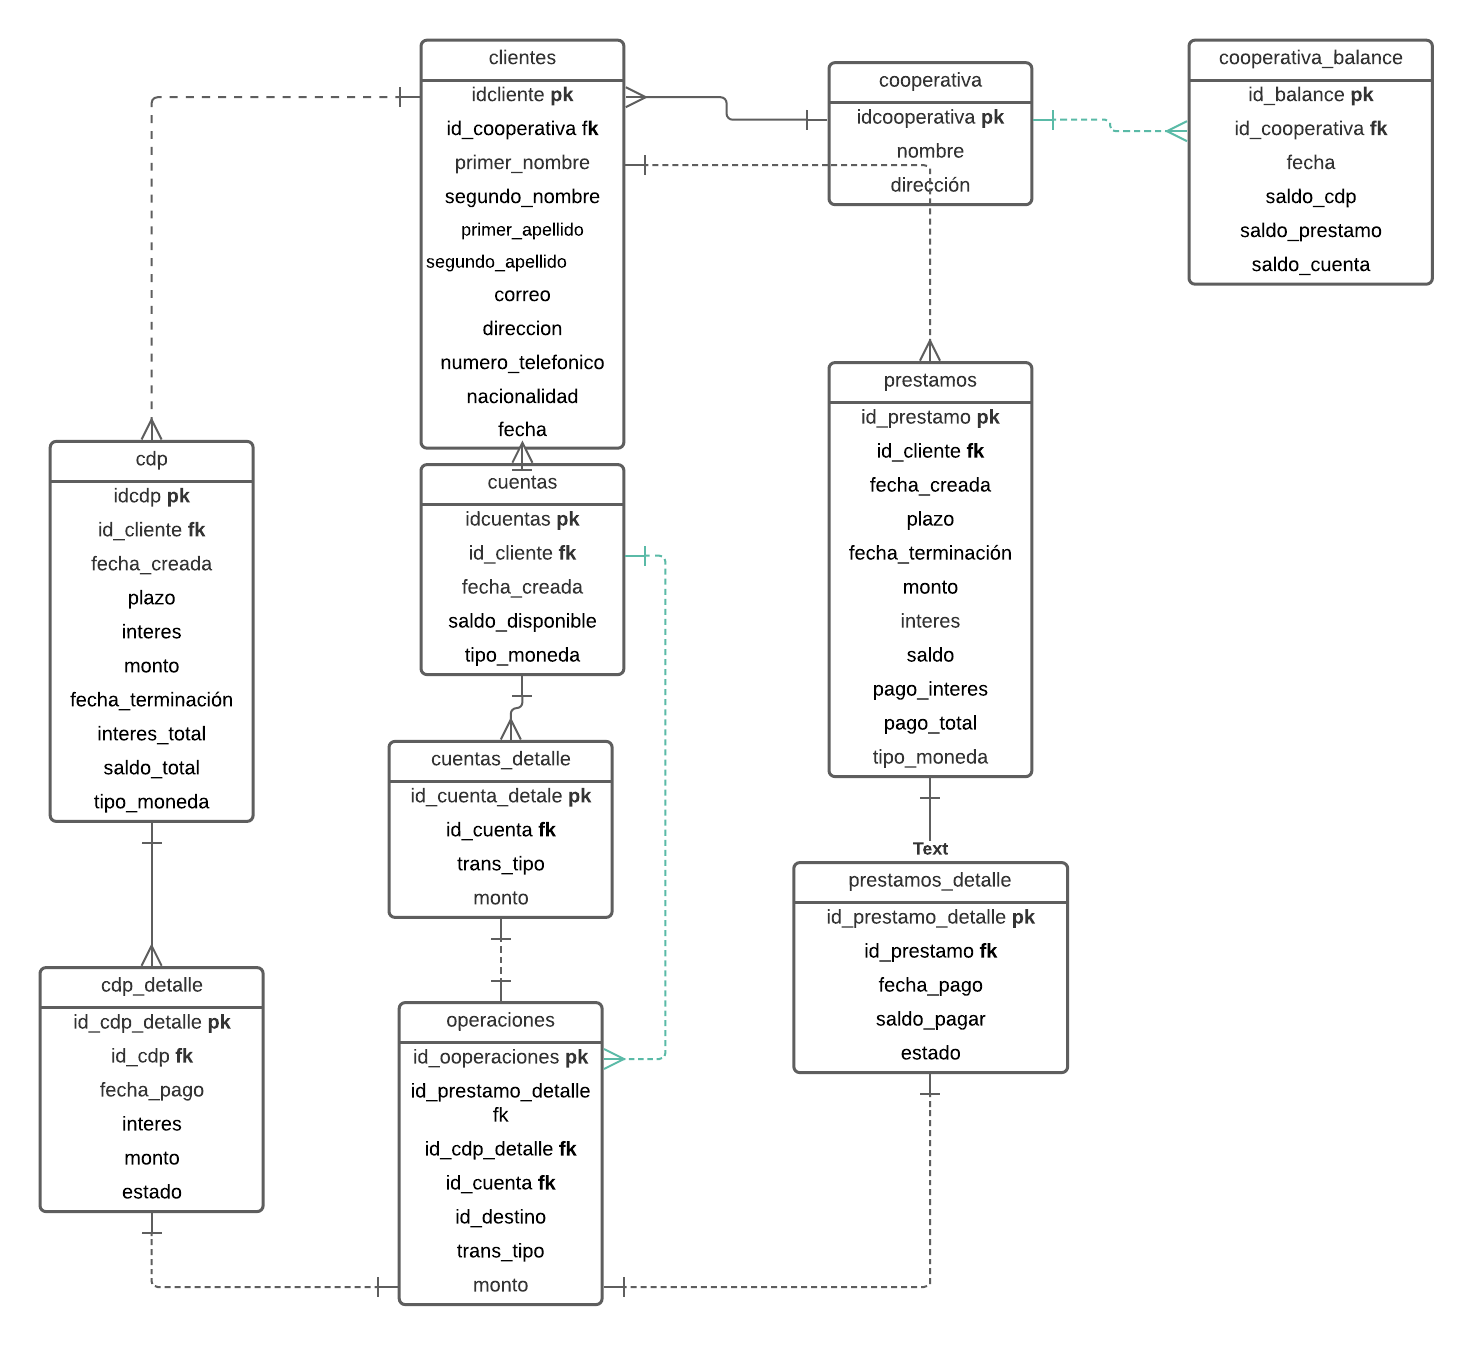 clientes
idcliente pk
id_cooperativa fk
primer_nombre
segundo_nombre
primer_apellido
segundo_apellido
correo
direccion
numero_telefonico
nacionalidad
fecha
cooperativa
idcooperativa pk
nombre
dirección
cooperativa_balance
id_balance pk
id_cooperativa fk
fecha
saldo_cdp
saldo_prestamo
saldo_cuenta
cdp
idcdp pk
id_cliente fk
fecha_creada
plazo
interes
monto
fecha_terminación
interes_total
saldo_total
tipo_moneda
cuentas
idcuentas pk
id_cliente fk
fecha_creada
saldo_disponible
tipo_moneda
prestamos
id_prestamo pk
id_cliente fk
fecha_creada
plazo
fecha_terminación
monto
interes
saldo
pago_interes
pago_total
tipo_moneda
cuentas_detalle
id_cuenta_detale pk
id_cuenta fk
trans_tipo
monto
Text
prestamos_detalle
id_prestamo_detalle pk
id_prestamo fk
fecha_pago
saldo_pagar
estado
cdp_detalle
id_cdp_detalle pk
id_cdp fk
fecha_pago
interes
monto
estado
operaciones
id_ooperaciones pk
id_prestamo_detalle
fk
id_cdp_detalle fk
id_cuenta fk
id_destino
trans_tipo
monto